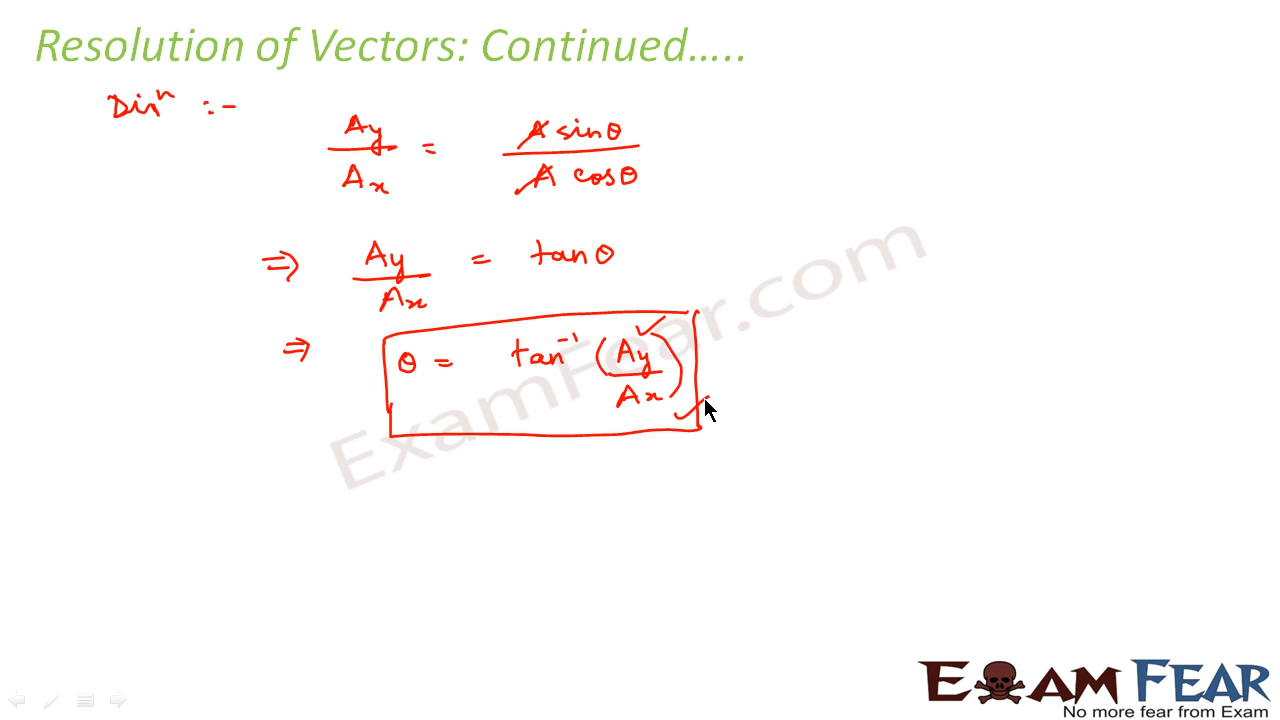 Resolution of Vectors: Continued…..
Dirⁿ :-
Ay/Ax = A sinθ / A cosθ
⇒ Ay/Ax = tanθ
⇒ θ = tan⁻¹ (Ay/Ax)
ExamFear.com
EXAM FEAR
No more fear from Exam